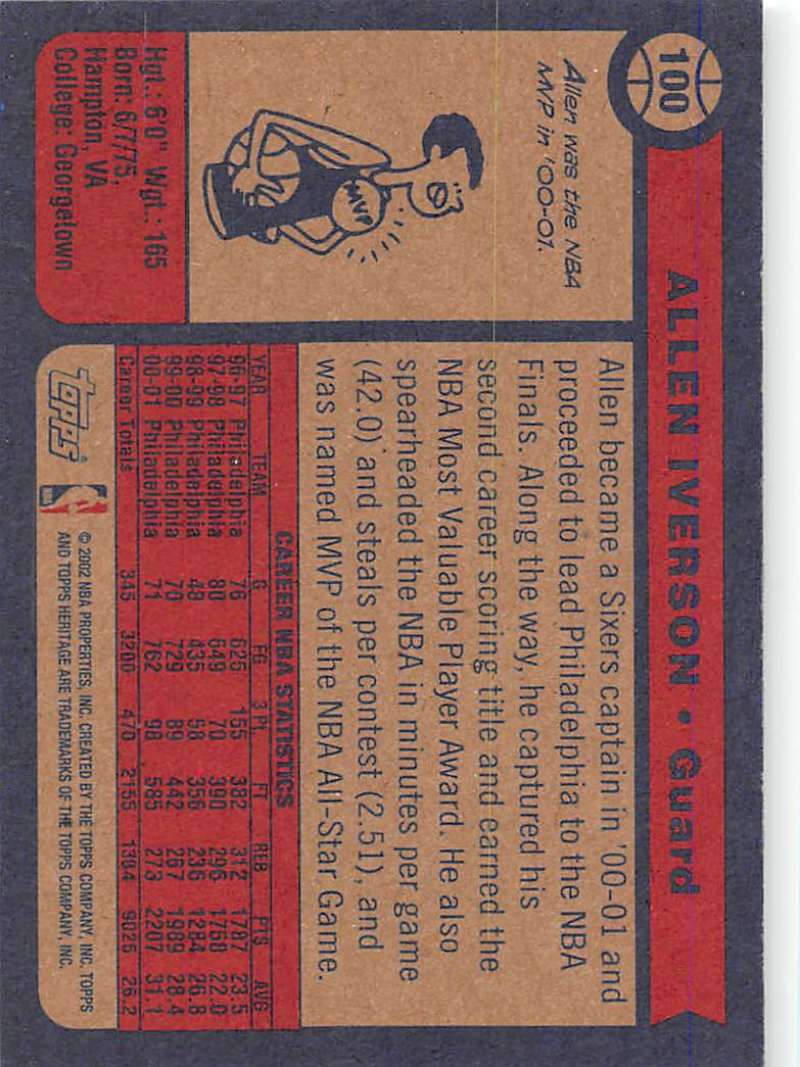 100
ALLEN IVERSON • Guard
Allen was the NBA
MVP in '00-01.
MVP
Hgt.: 6'0" Wgt.: 165
Born: 6/7/75,
Hampton, VA
College: Georgetown
Allen became a Sixers captain in '00-01 and
proceeded to lead Philadelphia to the NBA
Finals. Along the way, he captured his
second career scoring title and earned the
NBA Most Valuable Player Award. He also
spearheaded the NBA in minutes per game
(42.0) and steals per contest (2.51), and
was named MVP of the NBA All-Star Game.
CAREER NBA STATISTICS
YEAR TEAM G FG 3 PT FT REB PTS AVG
96-97 Philadelphia 76 625 155 382 312 1787 23.5
97-98 Philadelphia 80 649 70 390 296 1758 22.0
98-99 Philadelphia 48 435 58 356 236 1284 26.8
99-00 Philadelphia 70 729 89 442 267 1989 28.4
00-01 Philadelphia 71 762 98 585 273 2207 31.1
Career Totals 345 3200 470 2155 1384 9025 26.2
topps®
© 2002 NBA PROPERTIES, INC. CREATED BY THE TOPPS COMPANY, INC. TOPPS
AND TOPPS HERITAGE ARE TRADEMARKS OF THE TOPPS COMPANY, INC.